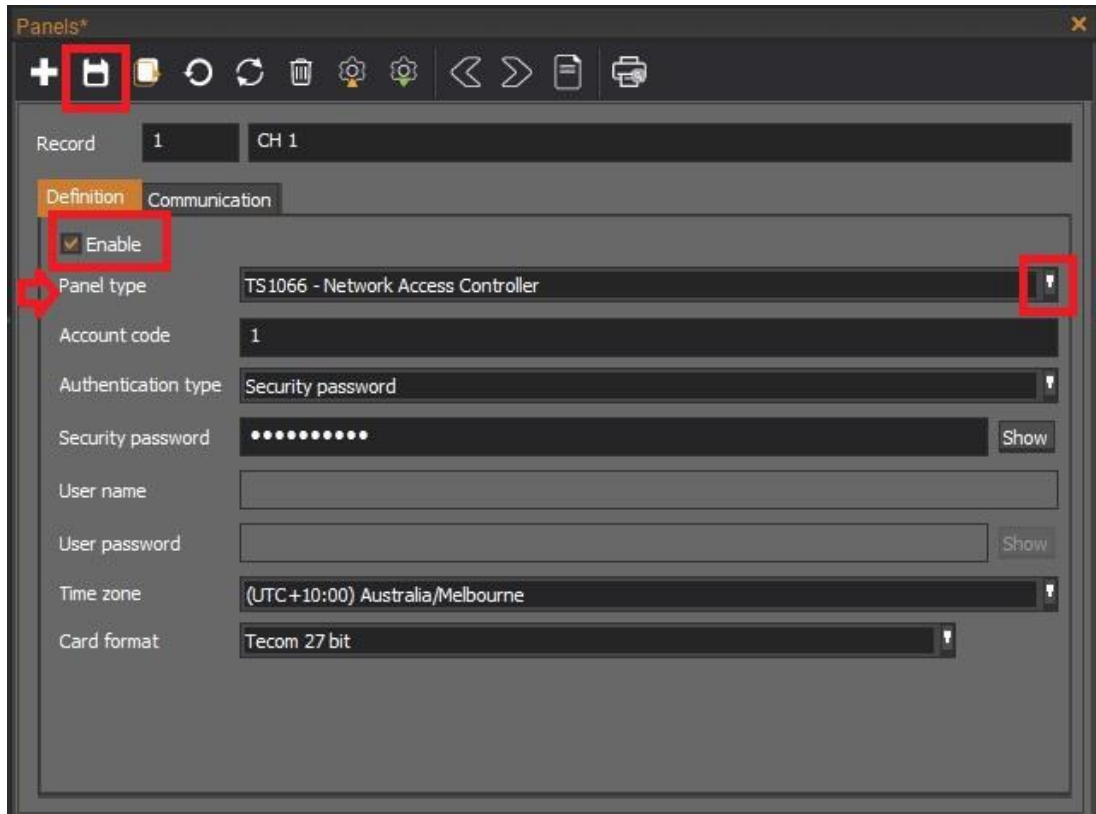 Panels*
Record 1 CH 1
Definition Communication
Enable
Panel type TS1066 - Network Access Controller
Account code 1
Authentication type Security password
Security password •••••••••• Show
User name
User password Show
Time zone (UTC+10:00) Australia/Melbourne
Card format Tecom 27 bit